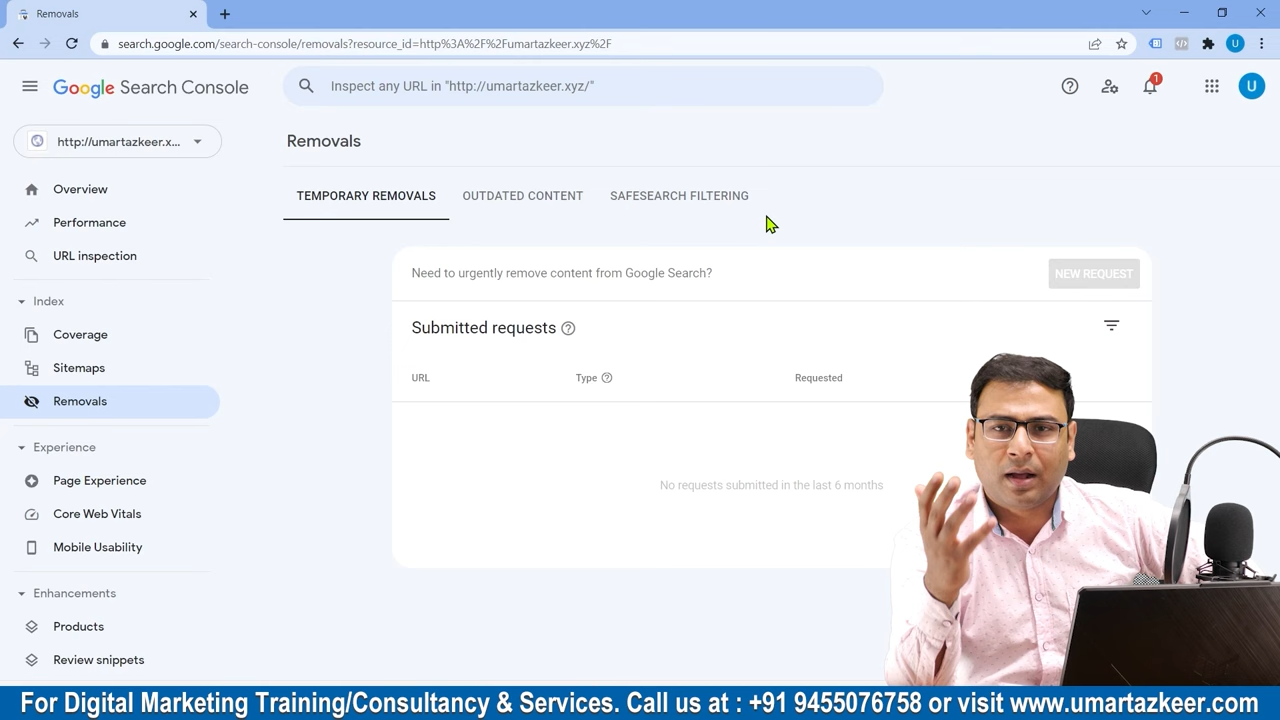 Removals
search.google.com/search-console/removals?resource_id=http%3A%2F%2Fumartazkeer.xyz%2F
U
Google Search Console
Inspect any URL in "http://umartazkeer.xyz/"
1
U
http://umartazkeer.x...
Removals
Overview
Performance
URL inspection
Index
Coverage
Sitemaps
Removals
Experience
Page Experience
Core Web Vitals
Mobile Usability
Enhancements
Products
Review snippets
TEMPORARY REMOVALS OUTDATED CONTENT SAFESEARCH FILTERING
Need to urgently remove content from Google Search?
NEW REQUEST
Submitted requests
URL Type Requested
No requests submitted in the last 6 months
For Digital Marketing Training/Consultancy & Services. Call us at : +91 9455076758 or visit www.umartazkeer.com